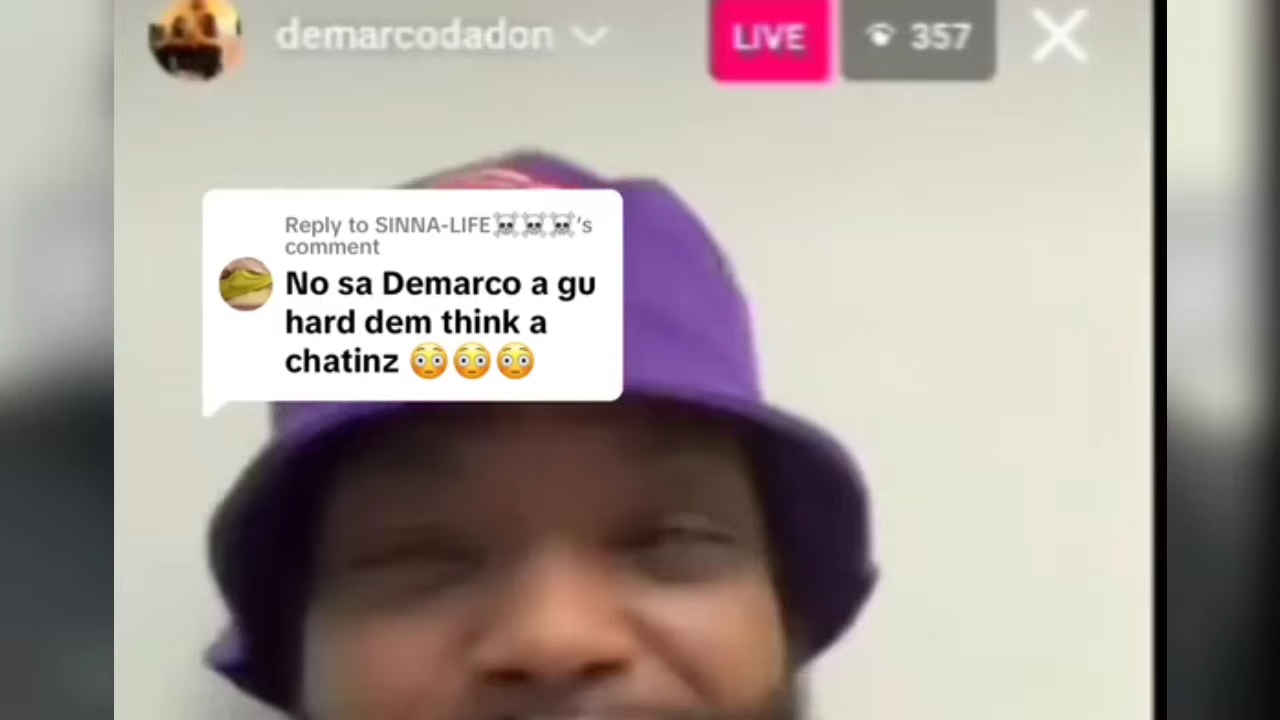 demarcodadon
LIVE
357
Reply to SINNA-LIFE☠️☠️☠️'s
comment
No sa Demarco a gu
hard dem think a
chatinz 😳😳😳